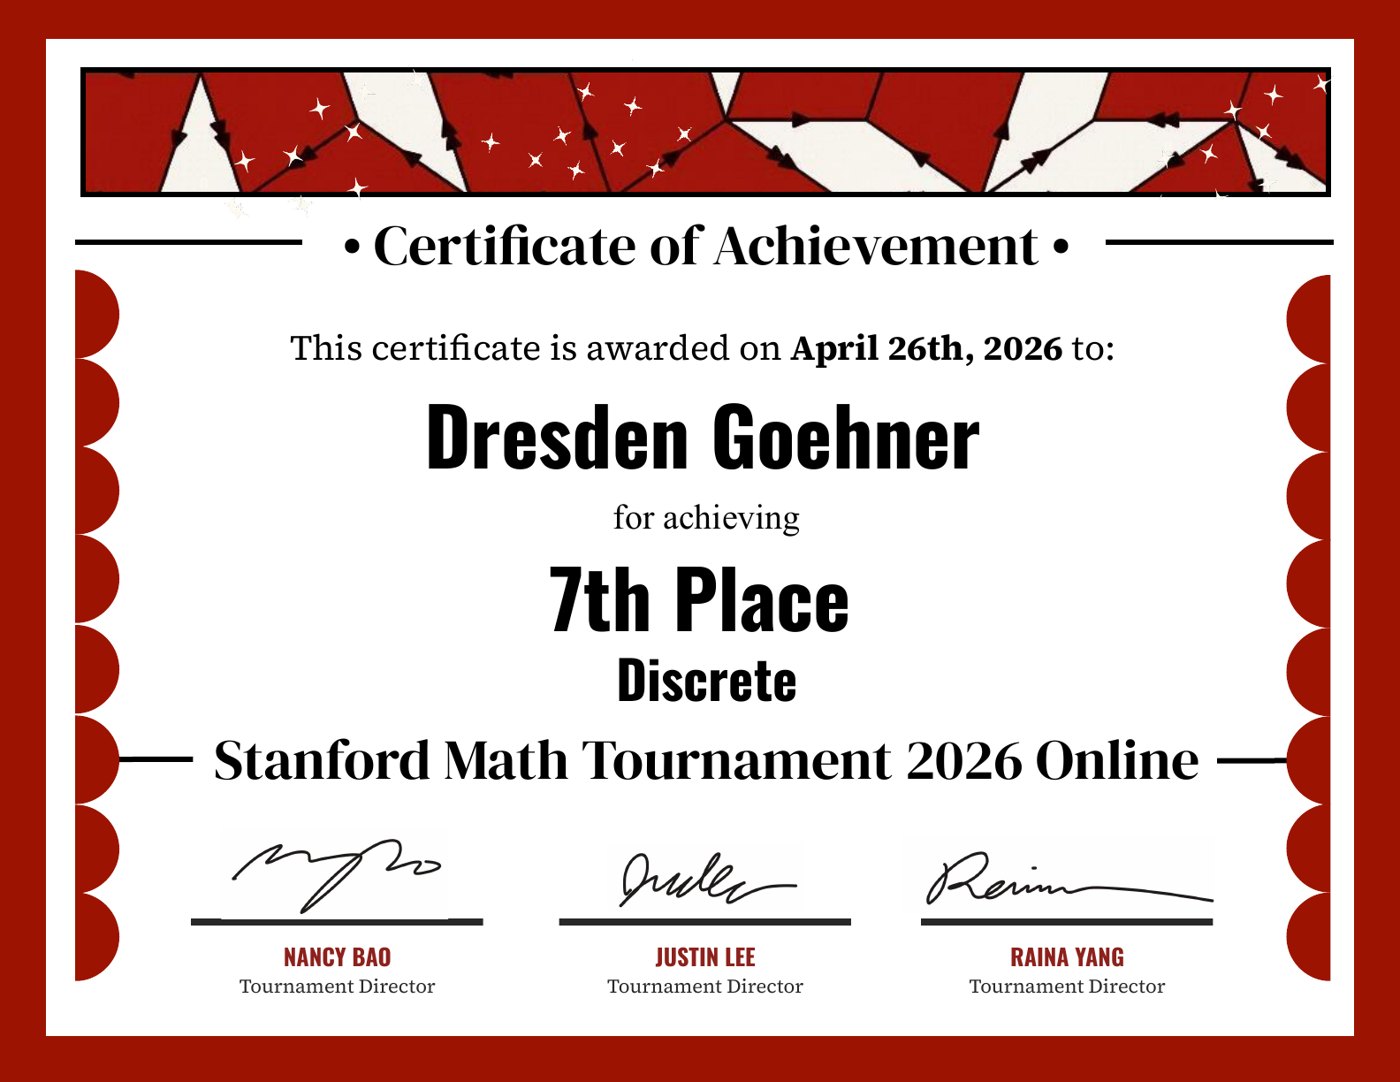 • Certificate of Achievement •
This certificate is awarded on April 26th, 2026 to:
Dresden Goehner
for achieving
7th Place
Discrete
Stanford Math Tournament 2026 Online
NANCY BAO
Tournament Director
JUSTIN LEE
Tournament Director
RAINA YANG
Tournament Director